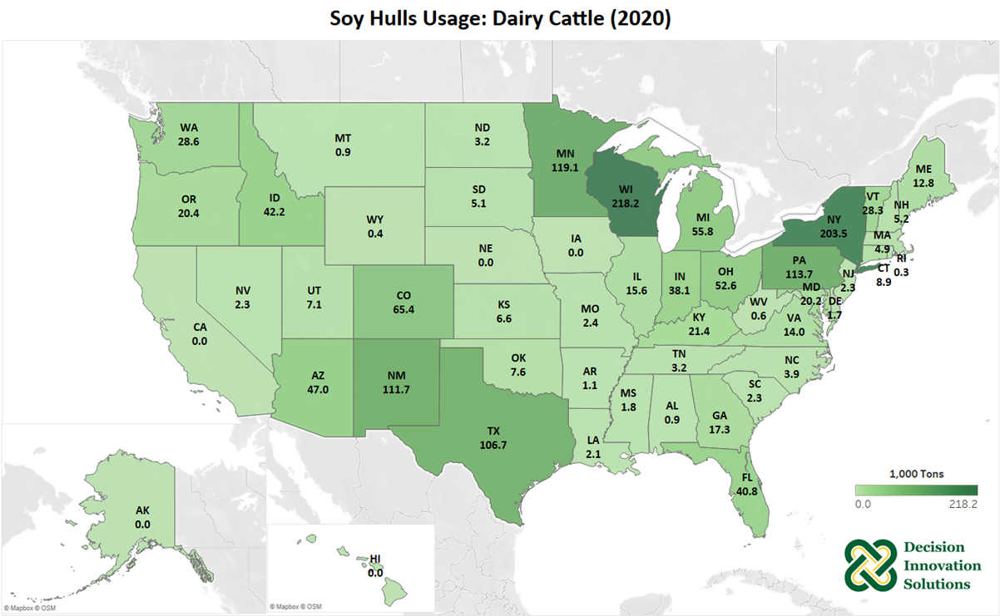 Soy Hulls Usage: Dairy Cattle (2020)
WA
28.6
MT
0.9
ND
3.2
MN
119.1
ME
12.8
OR
20.4
ID
42.2
SD
5.1
WI
218.2
VT
28.3
NH
5.2
WY
0.4
MI
55.8
NY
203.5
MA
4.9
RI
0.3
CT
8.9
IA
0.0
NE
0.0
PA
113.7
NJ
2.3
NV
2.3
UT
7.1
CO
65.4
IL
15.6
IN
38.1
OH
52.6
MD
20.2
DE
1.7
CA
0.0
KS
6.6
MO
2.4
KY
21.4
WV
0.6
VA
14.0
AZ
47.0
NM
111.7
OK
7.6
AR
1.1
TN
3.2
NC
3.9
SC
2.3
MS
1.8
AL
0.9
GA
17.3
TX
106.7
LA
2.1
FL
40.8
AK
0.0
HI
0.0
1,000 Tons
0.0 218.2
Decision
Innovation
Solutions
© Mapbox © OSM
© Mapbox © OSM